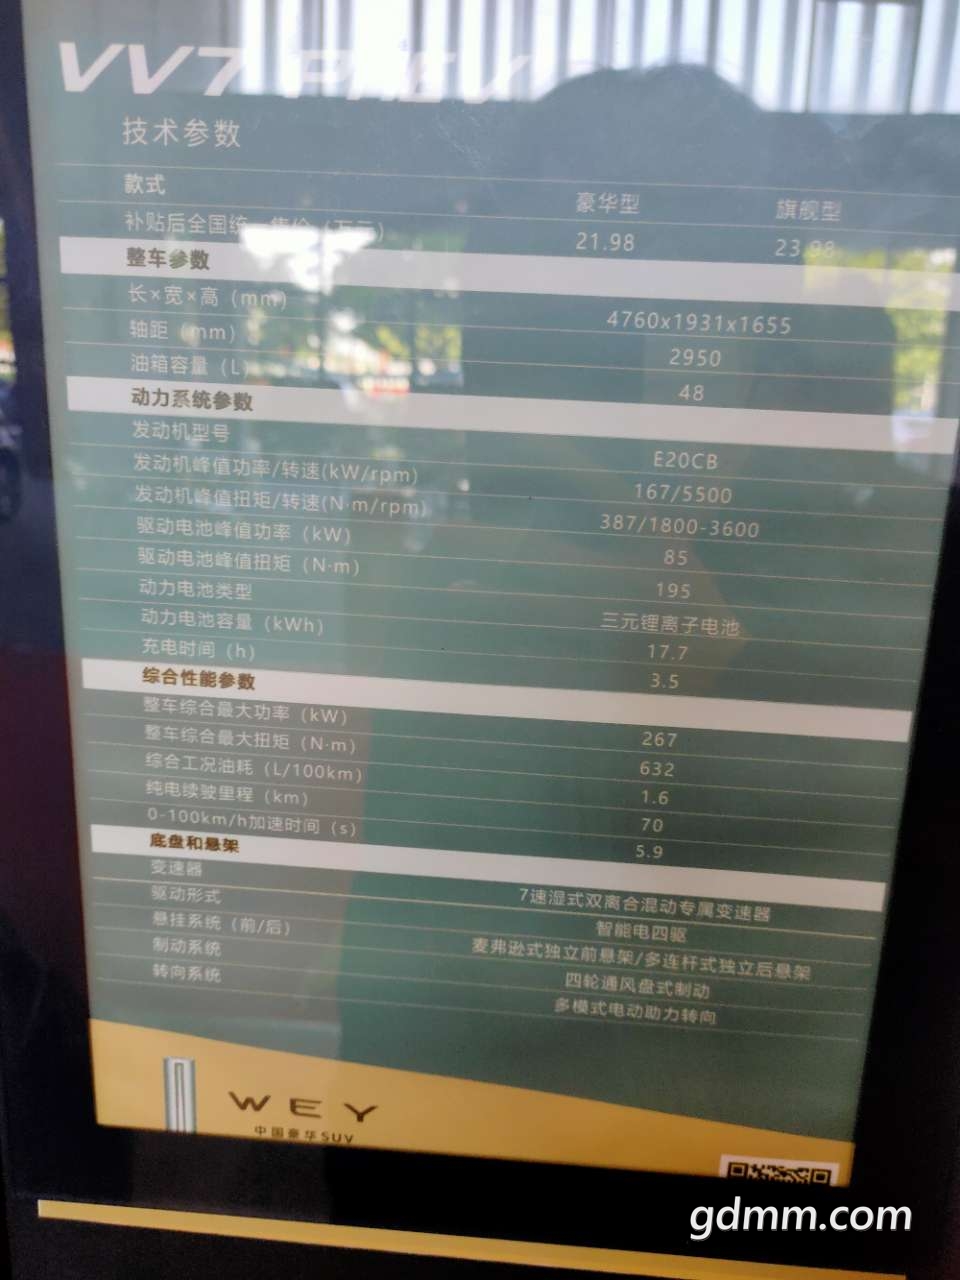 VV7 PHEV
技术参数
款式 豪华型 旗舰型
补贴后全国统一售价（万元） 21.98 23.98
整车参数
长×宽×高（mm） 4760x1931x1655
轴距（mm） 2950
油箱容量（L） 48
动力系统参数
发动机型号 E20CB
发动机峰值功率/转速(kW/rpm) 167/5500
发动机峰值扭矩/转速(N·m/rpm) 387/1800-3600
驱动电池峰值功率（kW） 85
驱动电池峰值扭矩（N·m） 195
动力电池类型 三元锂离子电池
动力电池容量（kWh） 17.7
充电时间（h） 3.5
综合性能参数
整车综合最大功率（kW） 267
整车综合最大扭矩（N·m） 632
综合工况油耗（L/100km） 1.6
纯电续驶里程（km） 70
0-100km/h加速时间（s） 5.9
底盘和悬架
变速器 7速湿式双离合混动专属变速器
驱动形式 智能电四驱
悬挂系统（前/后） 麦弗逊式独立前悬架/多连杆式独立后悬架
制动系统 四轮通风盘式制动
转向系统 多模式电动助力转向
WEY
中国豪华SUV
gdmm.com